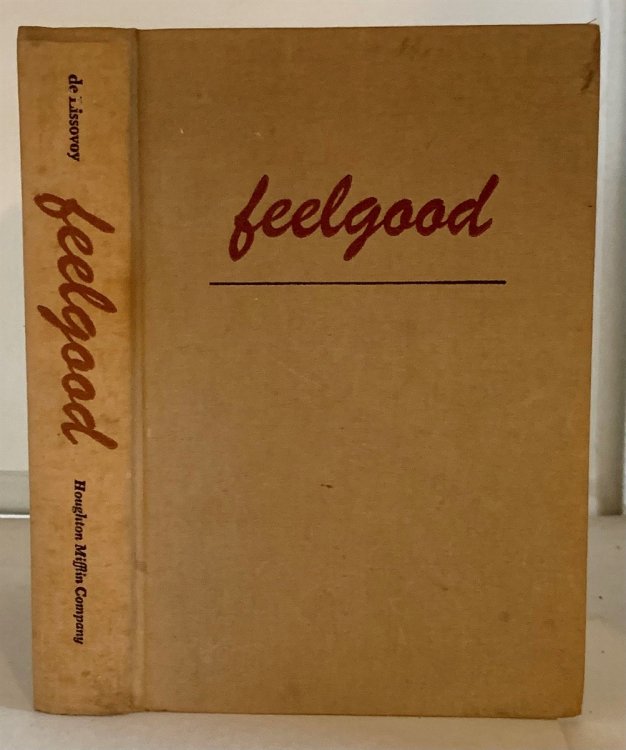 de Lissovoy
feelgood
Houghton Mifflin Company
feelgood